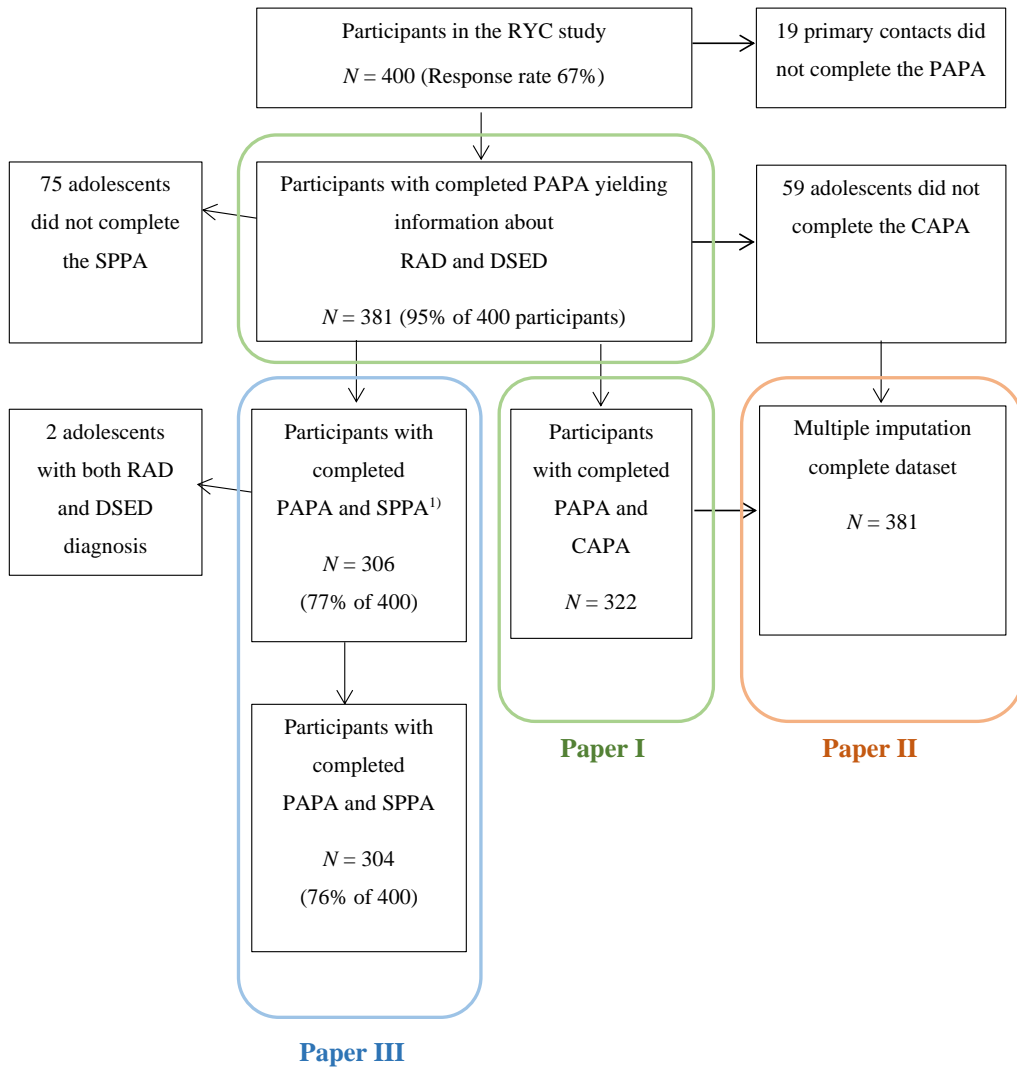 Participants in the RYC study
N = 400 (Response rate 67%)
19 primary contacts did
not complete the PAPA
75 adolescents
did not complete
the SPPA
Participants with completed PAPA yielding
information about
RAD and DSED
N = 381 (95% of 400 participants)
59 adolescents did not
complete the CAPA
2 adolescents
with both RAD
and DSED
diagnosis
Participants with
completed
PAPA and SPPA¹⁾
N = 306
(77% of 400)
Participants
with completed
PAPA and
CAPA
N = 322
Multiple imputation
complete dataset
N = 381
Participants with
completed
PAPA and SPPA
N = 304
(76% of 400)
Paper I
Paper II
Paper III